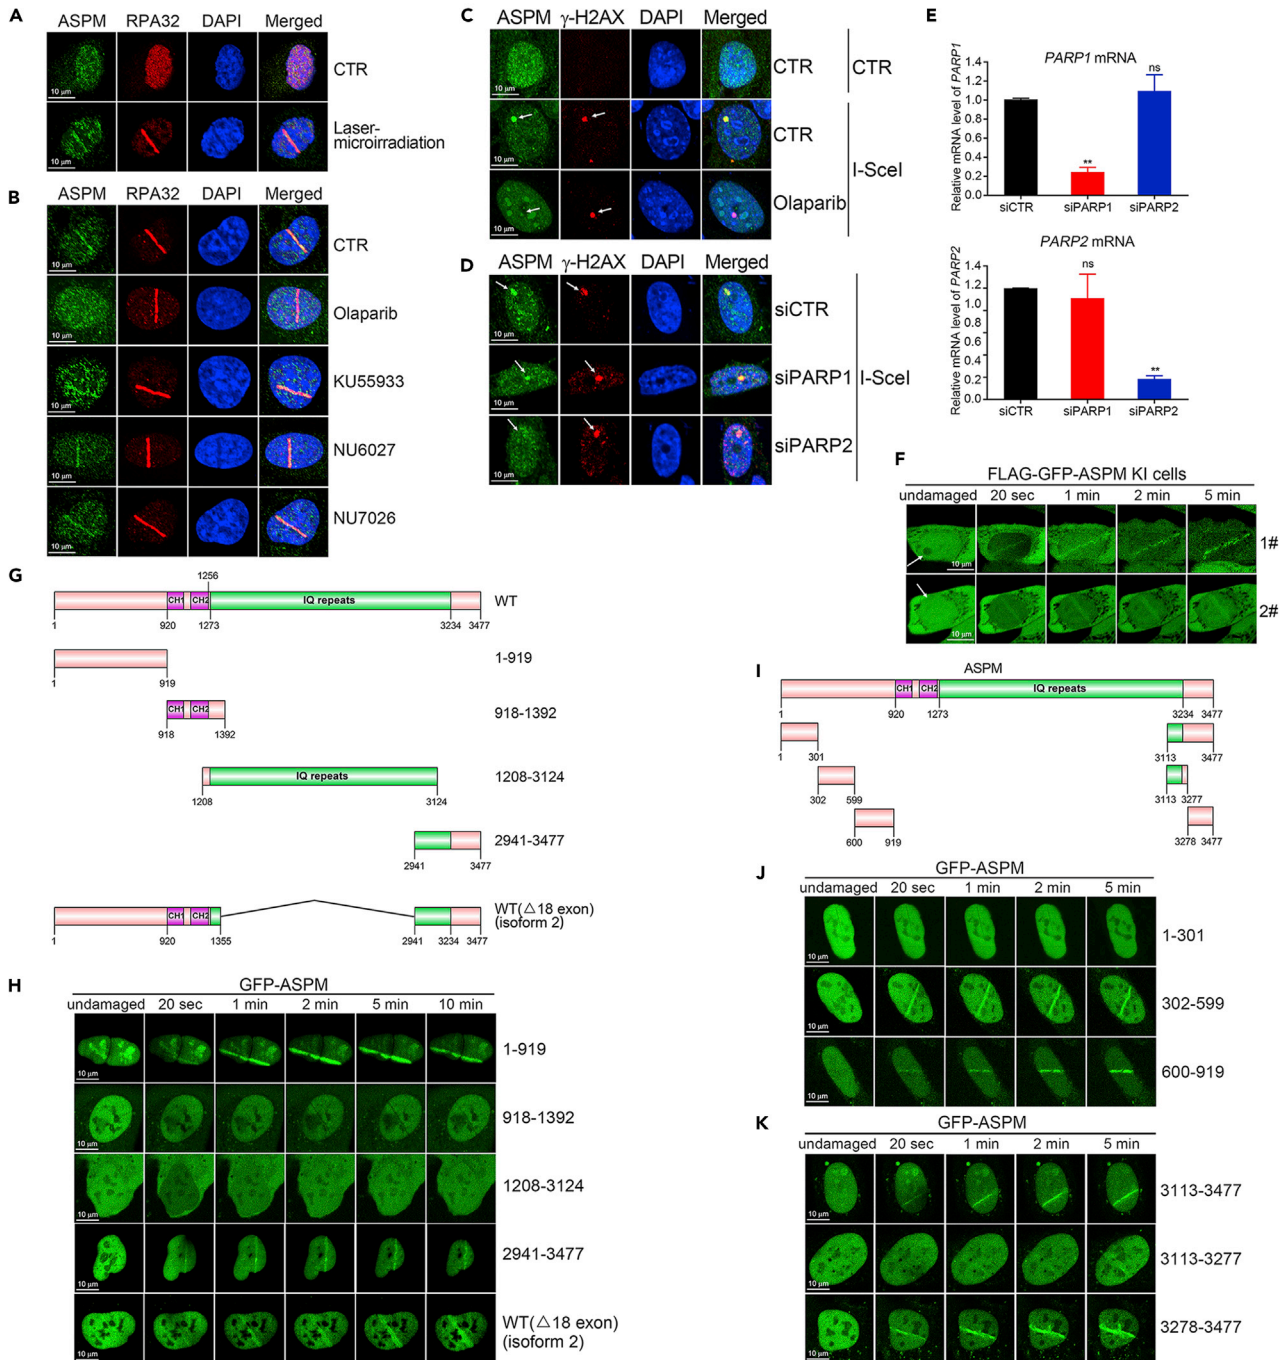 A
ASPM RPA32 DAPI Merged
10 μm
CTR
10 μm
Laser-
microirradiation
B
ASPM RPA32 DAPI Merged
10 μm
CTR
10 μm
Olaparib
10 μm
KU55933
10 μm
NU6027
10 μm
NU7026
C
ASPM γ-H2AX DAPI Merged
10 μm
CTR
CTR
10 μm
CTR
I-SceI
10 μm
Olaparib
D
ASPM γ-H2AX DAPI Merged
10 μm
siCTR
10 μm
siPARP1
I-SceI
10 μm
siPARP2
E
PARP1 mRNA
Relative mRNA level of PARP1
1.4
1.2
1.0
0.8
0.6
0.4
0.2
0.0
**
ns
siCTR siPARP1 siPARP2
PARP2 mRNA
Relative mRNA level of PARP2
1.4
1.2
1.0
0.8
0.6
0.4
0.2
0.0
ns
**
siCTR siPARP1 siPARP2
F
FLAG-GFP-ASPM KI cells
undamaged 20 sec 1 min 2 min 5 min
10 μm
1#
10 μm
2#
G
1256
CH1 CH2 IQ repeats
WT
1 920 1273 3234 3477
1-919
1 919
CH1 CH2
918-1392
918 1392
IQ repeats
1208-3124
1208 3124
2941-3477
2941 3477
CH1 CH2
WT(△18 exon)
(isoform 2)
1 920 1355 2941 3234 3477
H
GFP-ASPM
undamaged 20 sec 1 min 2 min 5 min 10 min
10 μm
1-919
10 μm
918-1392
10 μm
1208-3124
10 μm
2941-3477
10 μm
WT(△18 exon)
(isoform 2)
I
ASPM
CH1 CH2 IQ repeats
1 920 1273 3234 3477
1 301
3113 3477
302 599
3113 3277
600 919
3278 3477
J
GFP-ASPM
undamaged 20 sec 1 min 2 min 5 min
10 μm
1-301
10 μm
302-599
10 μm
600-919
K
GFP-ASPM
undamaged 20 sec 1 min 2 min 5 min
10 μm
3113-3477
10 μm
3113-3277
10 μm
3278-3477